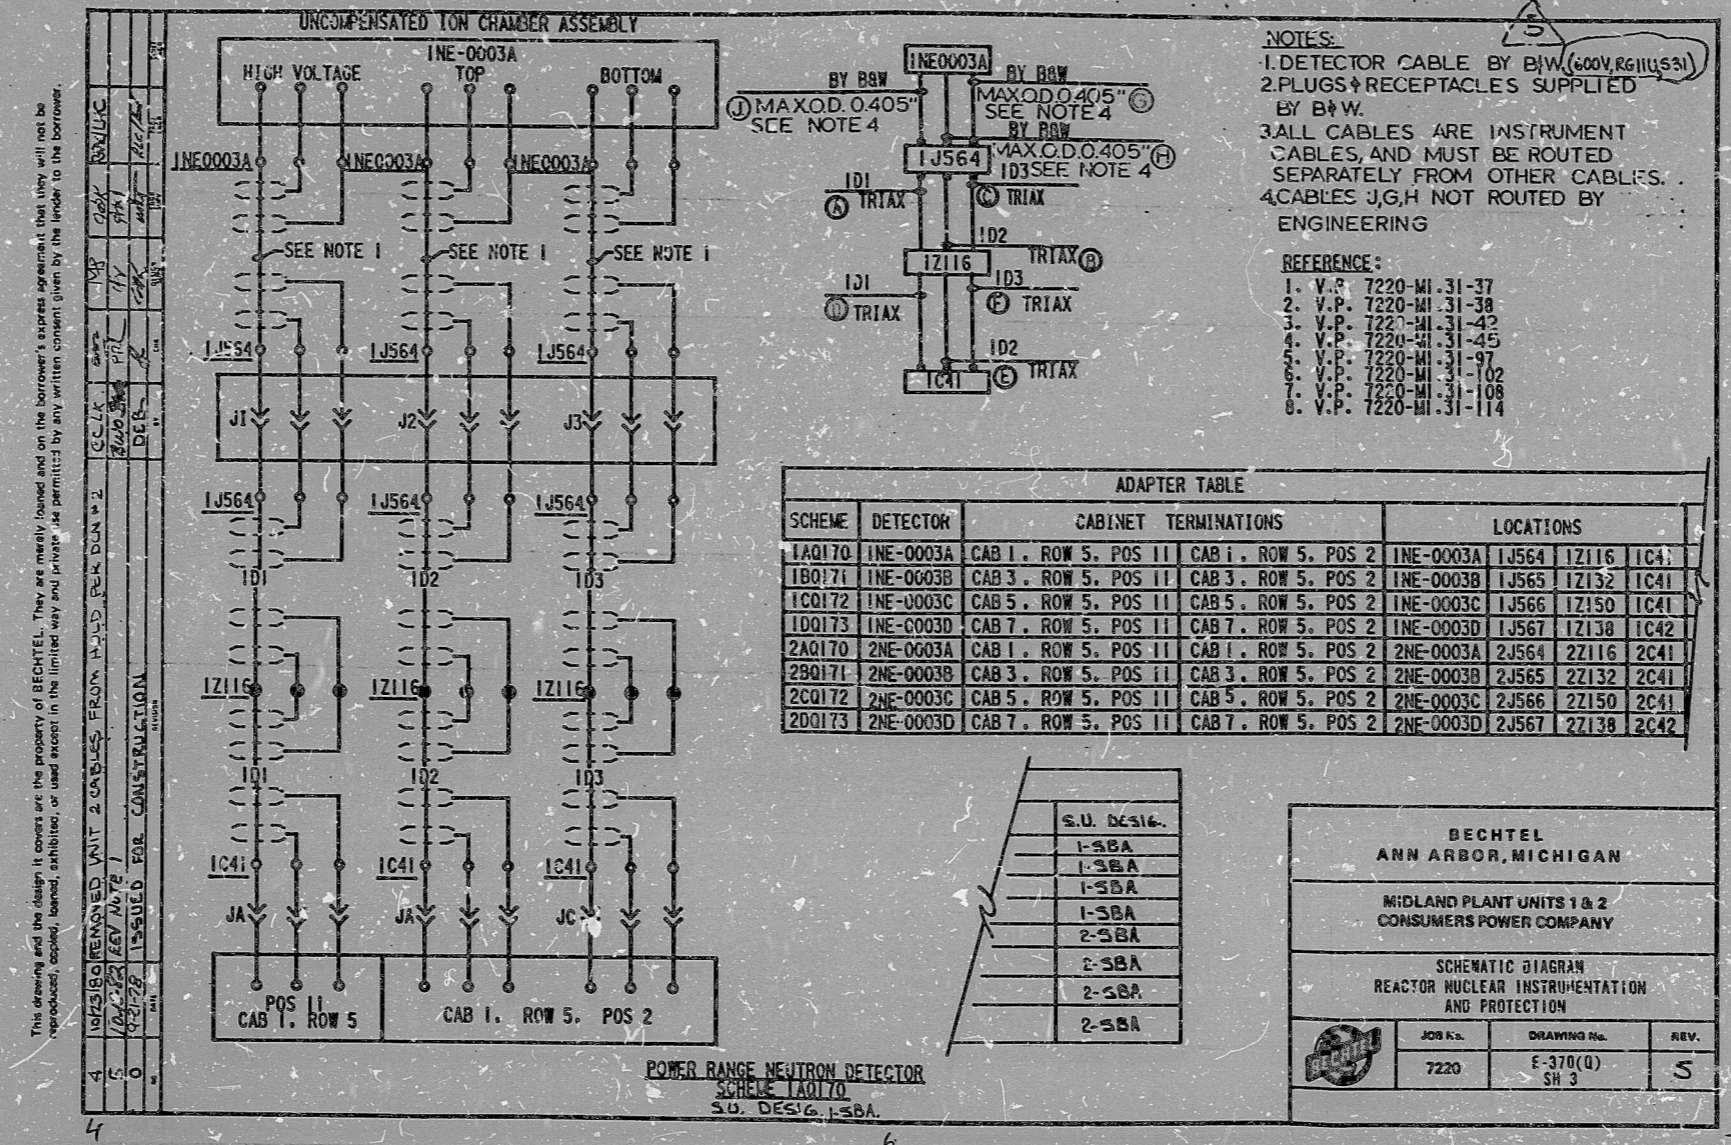 UNCOMPENSATED ION CHAMBER ASSEMBLY
1NE-0003A
HIGH VOLTAGE TOP BOTTOM
1NE0003A 1NE0003A 1NE0003A
SEE NOTE 1 SEE NOTE 1 SEE NOTE 1
1J564 1J564 1J564
J1 J2 J3
1J564 1J564 1J564
1D1 1D2 1D3
1Z116 1Z116 1Z116
1D1 1D2 1D3
1C41 1C41 1C41
JA JA JC
POS 11
CAB 1. ROW 5
CAB 1. ROW 5. POS 2
POWER RANGE NEUTRON DETECTOR
SCHEME 1AQ170
S.U. DESIG. 1-SBA.
1NE0003A
BY B&W
J MAX O.D. 0.405"
SEE NOTE 4
BY B&W
MAX O.D. 0.405" G
SEE NOTE 4
BY B&W
MAX O.D. 0.405" H
1J564
1D3 SEE NOTE 4
1D1
A TRIAX
C TRIAX
1D2
TRIAX B
1Z116
1D1
D TRIAX
1D3
F TRIAX
1D2
E TRIAX
1C41
5
NOTES:
1. DETECTOR CABLE BY B&W (600V, RG11U, S31)
2. PLUGS & RECEPTACLES SUPPLIED
BY B&W.
3. ALL CABLES ARE INSTRUMENT
CABLES, AND MUST BE ROUTED
SEPARATELY FROM OTHER CABLES.
4. CABLES J,G,H NOT ROUTED BY
ENGINEERING
REFERENCE:
1. V.P. 7220-M1.31-37
2. V.P. 7220-M1.31-38
3. V.P. 7220-M1.31-42
4. V.P. 7220-M1.31-45
5. V.P. 7220-M1.31-97
6. V.P. 7220-M1.31-102
7. V.P. 7220-M1.31-108
8. V.P. 7220-M1.31-114
ADAPTER TABLE
SCHEME DETECTOR CABINET TERMINATIONS LOCATIONS
1AQ170 1NE-0003A CAB 1. ROW 5. POS 11 CAB 1. ROW 5. POS 2 1NE-0003A 1J564 1Z116 1C41
1BQ171 1NE-0003B CAB 3. ROW 5. POS 11 CAB 3. ROW 5. POS 2 1NE-0003B 1J565 1Z132 1C41
1CQ172 1NE-0003C CAB 5. ROW 5. POS 11 CAB 5. ROW 5. POS 2 1NE-0003C 1J566 1Z150 1C41
1DQ173 1NE-0003D CAB 7. ROW 5. POS 11 CAB 7. ROW 5. POS 2 1NE-0003D 1J567 1Z138 1C42
2AQ170 2NE-0003A CAB 1. ROW 5. POS 11 CAB 1. ROW 5. POS 2 2NE-0003A 2J564 2Z116 2C41
2BQ171 2NE-0003B CAB 3. ROW 5. POS 11 CAB 3. ROW 5. POS 2 2NE-0003B 2J565 2Z132 2C41
2CQ172 2NE-0003C CAB 5. ROW 5. POS 11 CAB 5. ROW 5. POS 2 2NE-0003C 2J566 2Z150 2C41
2DQ173 2NE-0003D CAB 7. ROW 5. POS 11 CAB 7. ROW 5. POS 2 2NE-0003D 2J567 2Z138 2C42
S.U. DESIG.
1-SBA
1-SBA
1-SBA
1-SBA
2-SBA
2-SBA
2-SBA
2-SBA
BECHTEL
ANN ARBOR, MICHIGAN
MIDLAND PLANT UNITS 1 & 2
CONSUMERS POWER COMPANY
SCHEMATIC DIAGRAM
REACTOR NUCLEAR INSTRUMENTATION
AND PROTECTION
BECHTEL
JOB No. DRAWING No. REV.
7220 E-370(Q) SH 3 5
This drawing and the design it covers are the property of BECHTEL. They are merely loaned and on the borrower's express agreement that they will not be
reproduced, copied, loaned, exhibited, or used except in the limited way and private use permitted by any written consent given by the lender to the borrower.
4 10/23/80 REMOVED UNIT 2 CABLES FROM HOLD PER DCN #2
5 REV NOTE 1
0 9-21-78 ISSUED FOR CONSTRUCTION DEB
No. DATE REVISION BY
4
6